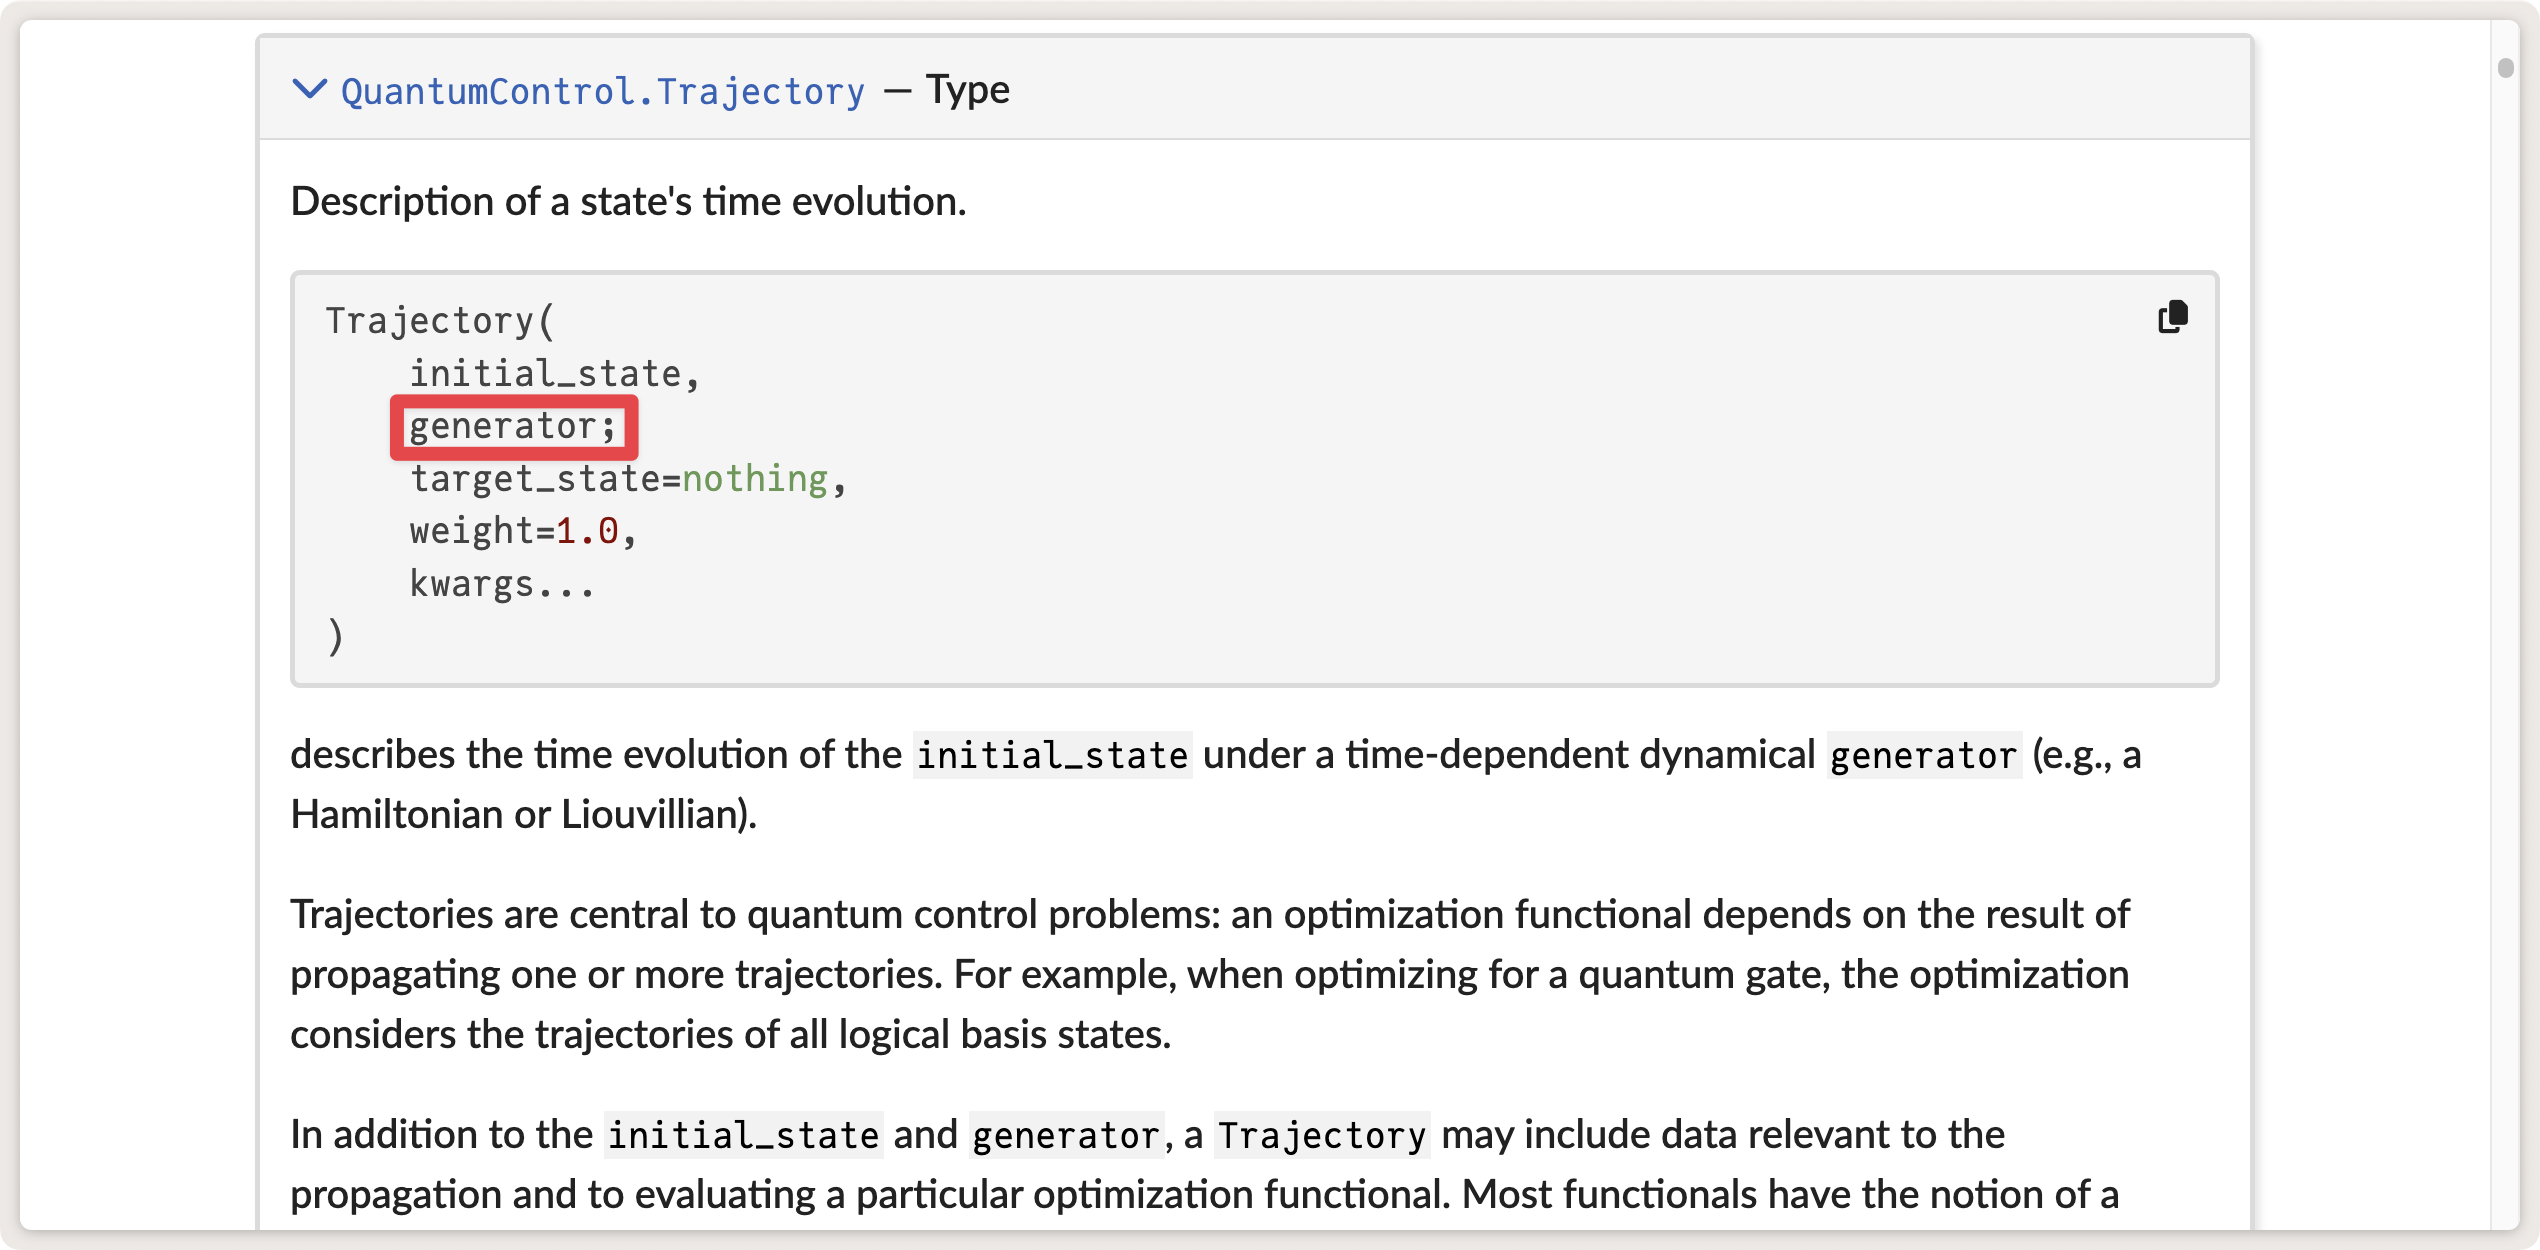 QuantumControl.Trajectory — Type
Description of a state's time evolution.
Trajectory(
    initial_state,
    generator;
    target_state=nothing,
    weight=1.0,
    kwargs...
)
describes the time evolution of the initial_state under a time-dependent dynamical generator (e.g., a
Hamiltonian or Liouvillian).
Trajectories are central to quantum control problems: an optimization functional depends on the result of
propagating one or more trajectories. For example, when optimizing for a quantum gate, the optimization
considers the trajectories of all logical basis states.
In addition to the initial_state and generator, a Trajectory may include data relevant to the
propagation and to evaluating a particular optimization functional. Most functionals have the notion of a